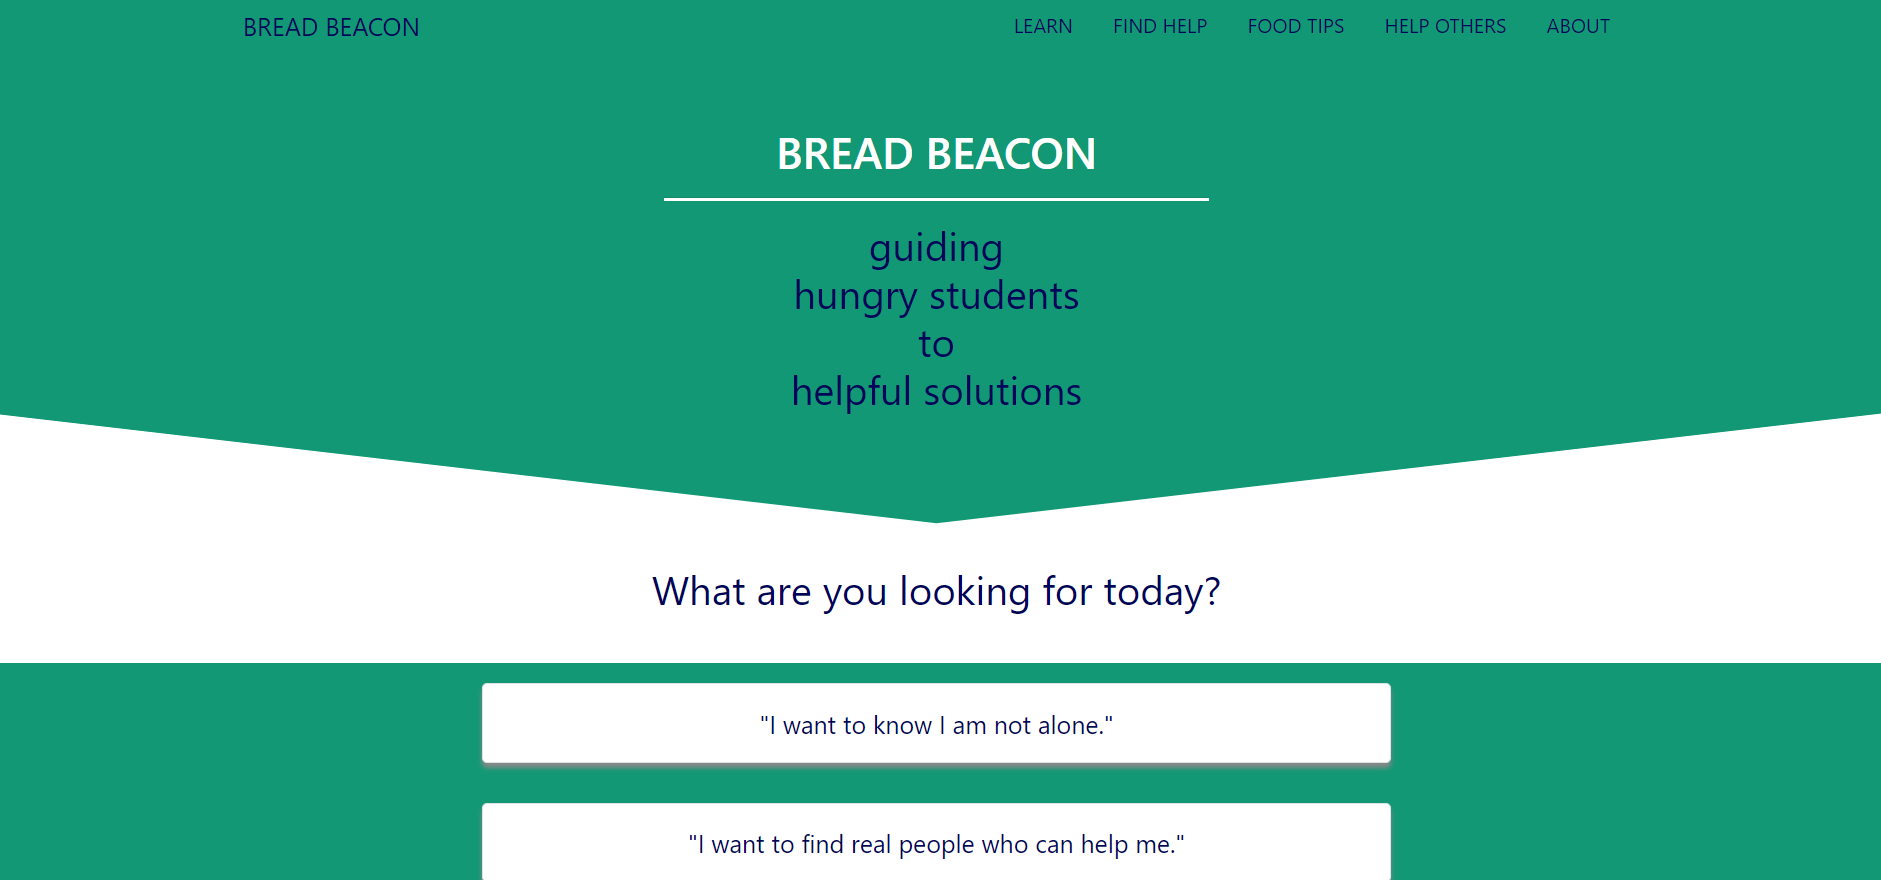 BREAD BEACON
LEARN FIND HELP FOOD TIPS HELP OTHERS ABOUT
BREAD BEACON
guiding
hungry students
to
helpful solutions
What are you looking for today?
"I want to know I am not alone."
"I want to find real people who can help me."